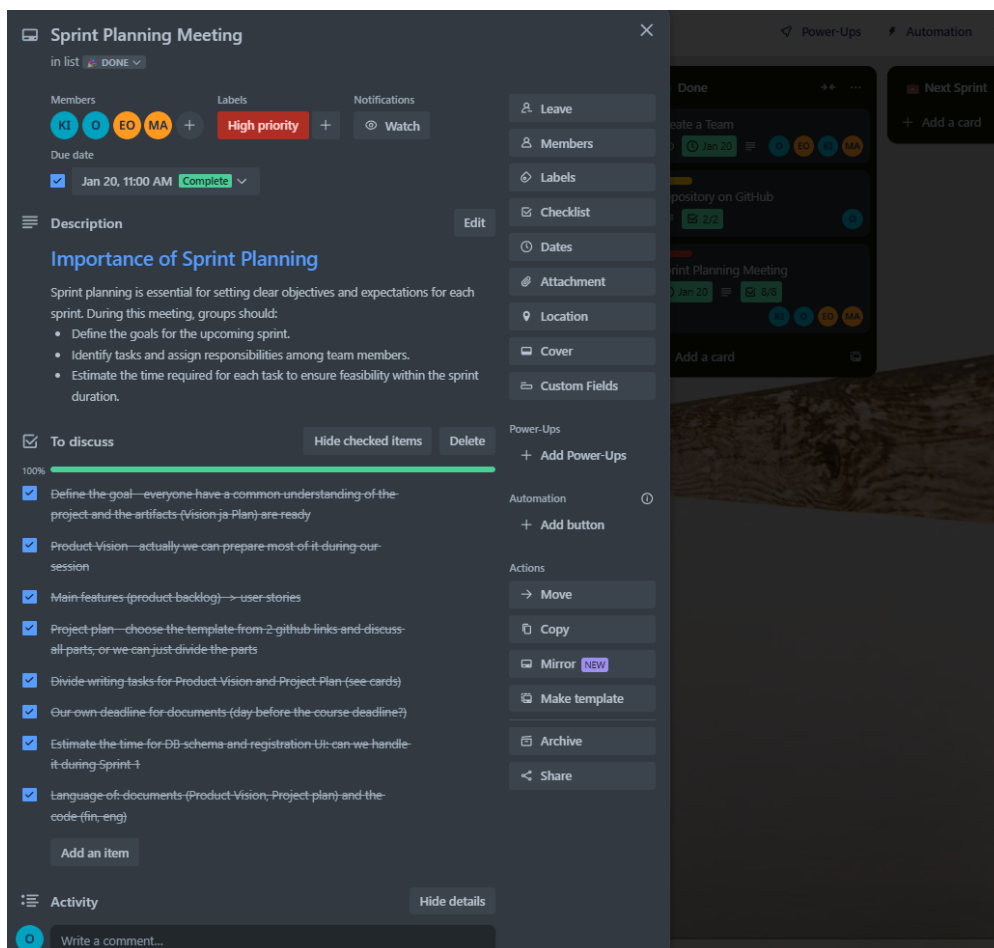 Sprint Planning Meeting
in list 🎉 DONE
Members
Labels
Notifications
KI O EO MA
High priority
Watch
Due date
Jan 20, 11:00 AM Complete
Description
Edit
Importance of Sprint Planning
Sprint planning is essential for setting clear objectives and expectations for each
sprint. During this meeting, groups should:
• Define the goals for the upcoming sprint.
• Identify tasks and assign responsibilities among team members.
• Estimate the time required for each task to ensure feasibility within the sprint
duration.
To discuss
Hide checked items
Delete
100%
Define the goal - everyone have a common understanding of the
project and the artifacts (Vision ja Plan) are ready
Product Vision - actually we can prepare most of it during our
session
Main features (product backlog) -> user stories
Project plan - choose the template from 2 github links and discuss
all parts, or we can just divide the parts
Divide writing tasks for Product Vision and Project Plan (see cards)
Our own deadline for documents (day before the course deadline?)
Estimate the time for DB schema and registration UI: can we handle
it during Sprint 1
Language of: documents (Product Vision, Project plan) and the
code (fin, eng)
Add an item
Activity
Hide details
O
Write a comment...
Leave
Members
Labels
Checklist
Dates
Attachment
Location
Cover
Custom Fields
Power-Ups
+ Add Power-Ups
Automation
+ Add button
Actions
Move
Copy
Mirror NEW
Make template
Archive
Share
Power-Ups
Automation
Done
eate a Team
Jan 20
O EO KI MA
pository on GitHub
2/2
O
rint Planning Meeting
Jan 20
8/8
KI O EO MA
Add a card
Next Sprint
+ Add a card